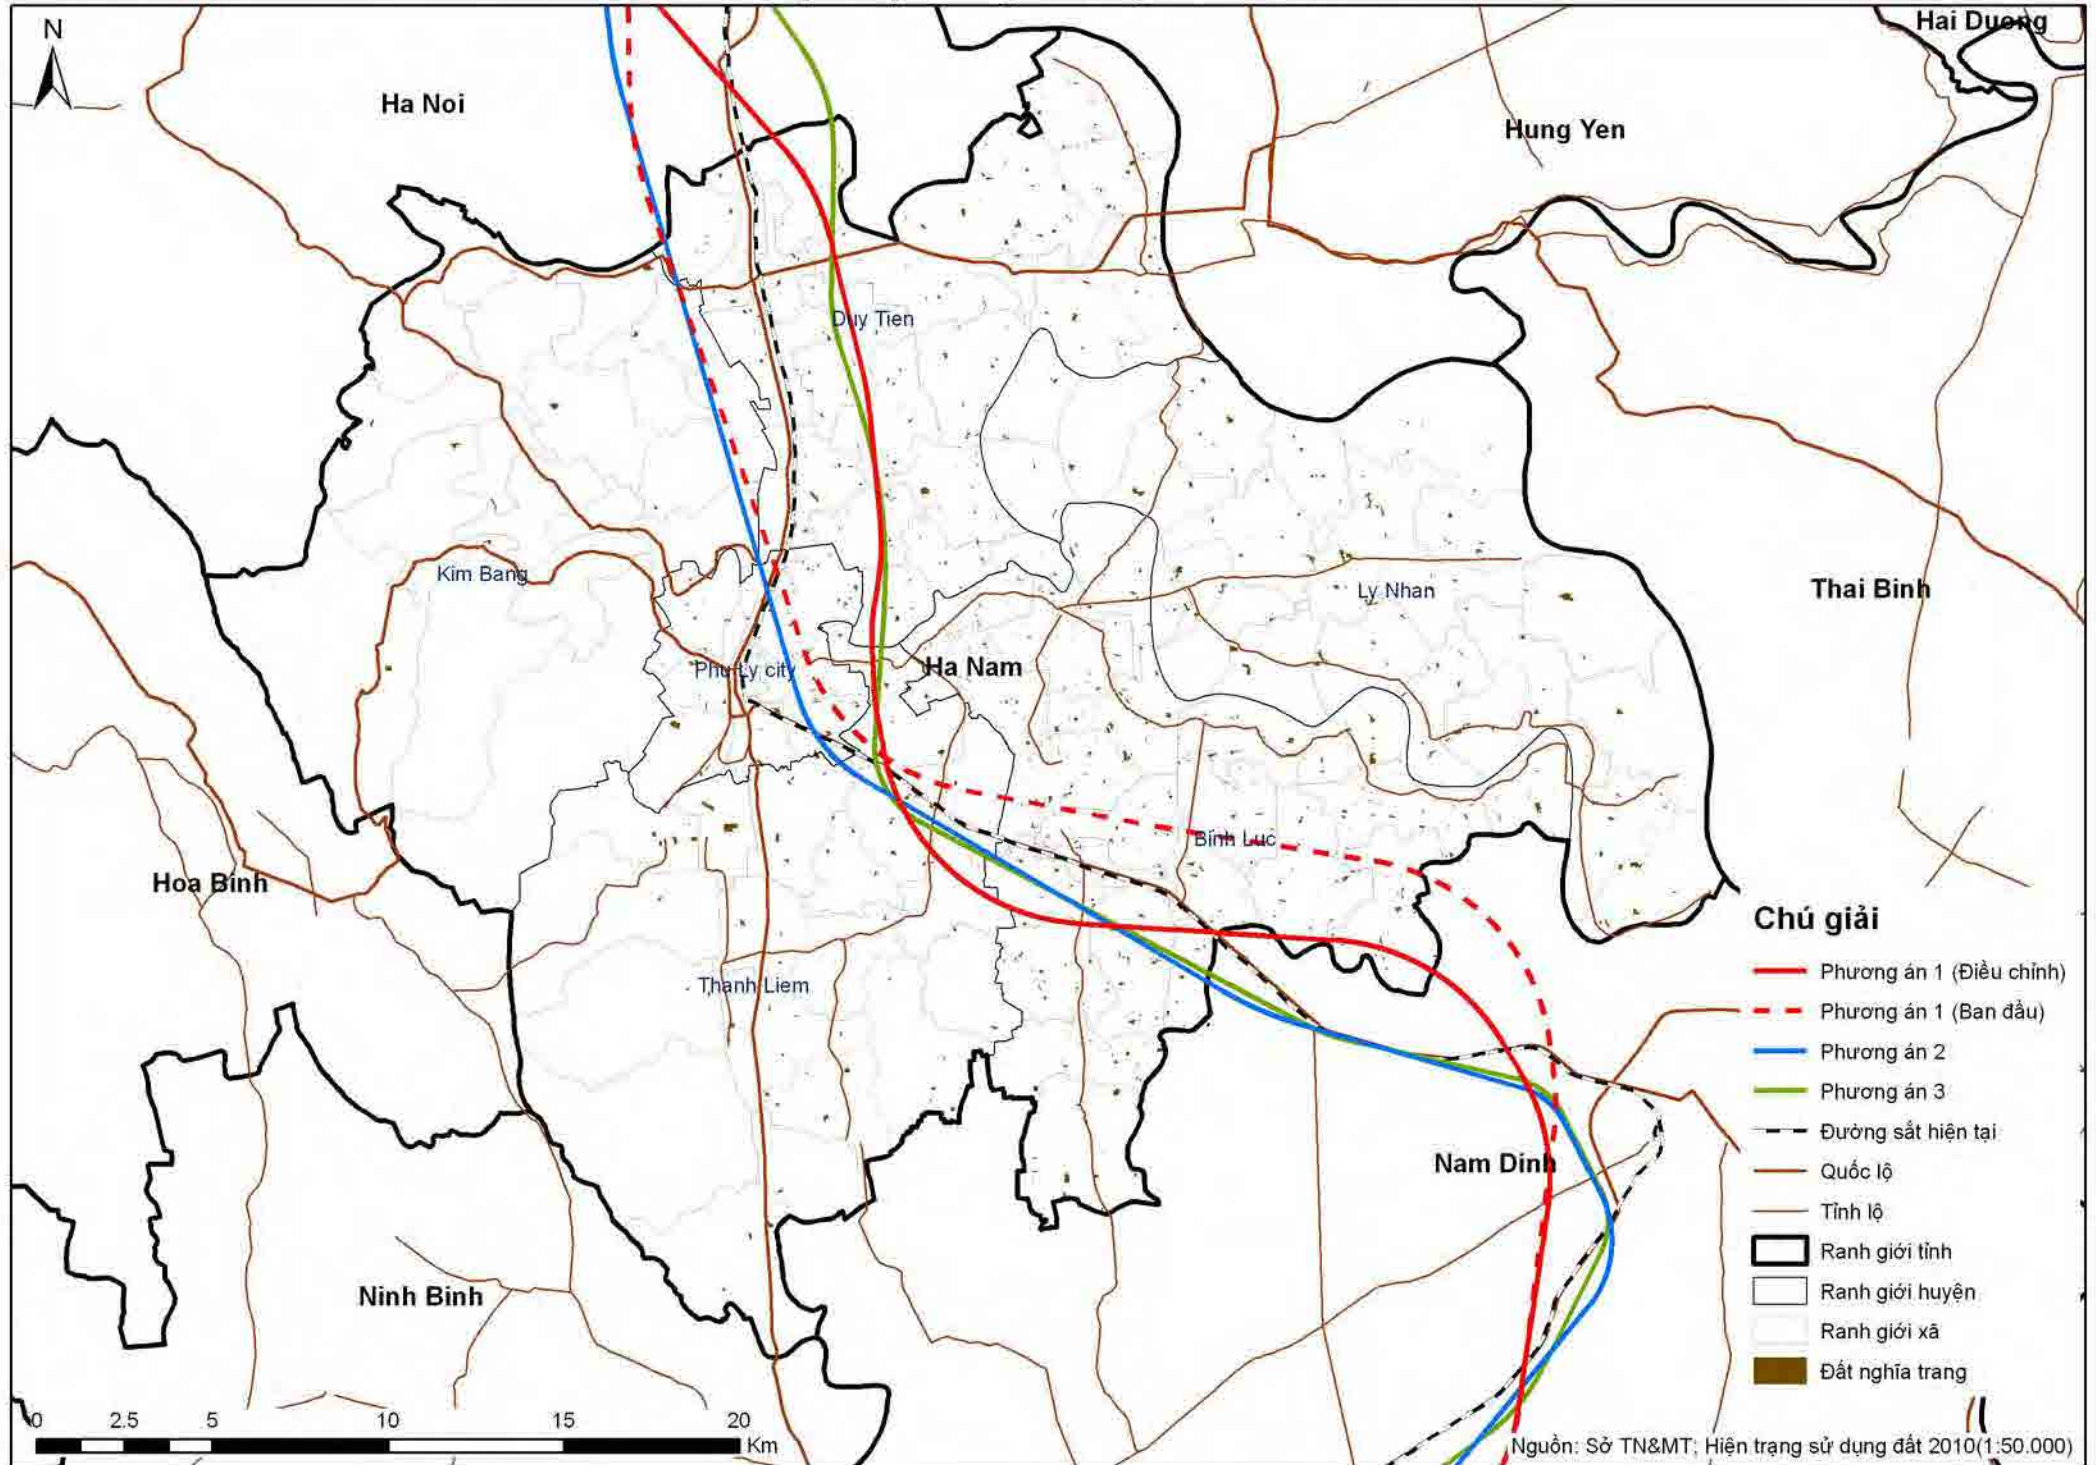 N
Hai Duong
Ha Noi
Hung Yen
Duy Tien
Kim Bang
Ly Nhan
Thai Binh
Phu Ly city
Ha Nam
Binh Luc
Hoa Binh
Thanh Liem
Nam Dinh
Ninh Binh
Chú giải
Phương án 1 (Điều chỉnh)
Phương án 1 (Ban đầu)
Phương án 2
Phương án 3
Đường sắt hiện tại
Quốc lộ
Tỉnh lộ
Ranh giới tỉnh
Ranh giới huyện
Ranh giới xã
Đất nghĩa trang
0 2.5 5 10 15 20
Km
Nguồn: Sở TN&MT; Hiện trạng sử dụng đất 2010(1:50.000)